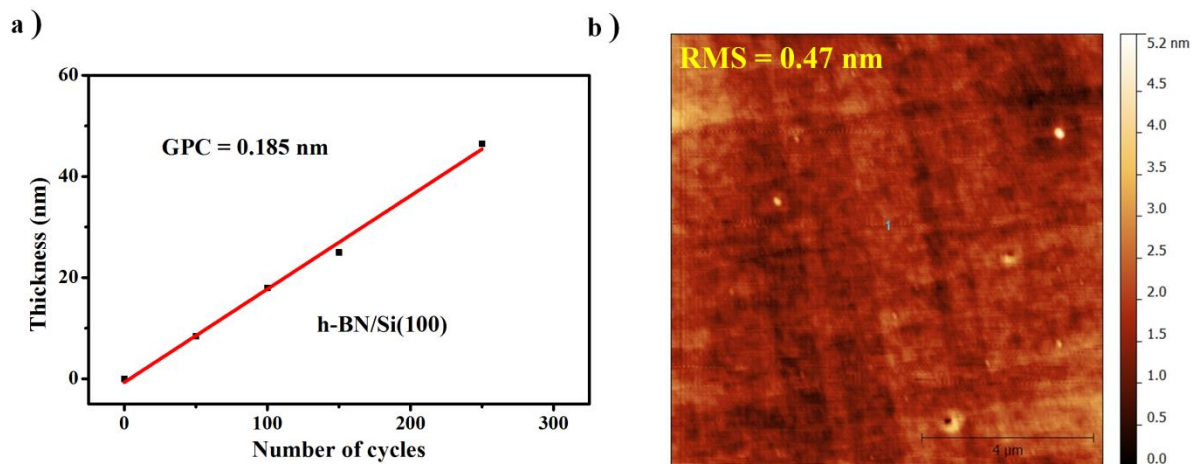 a )
60
40
20
0
Thickness (nm)
GPC = 0.185 nm
h-BN/Si(100)
0
100
200
300
Number of cycles
b )
RMS = 0.47 nm
1
4 µm
5.2 nm
4.5
4.0
3.5
3.0
2.5
2.0
1.5
1.0
0.5
0.0